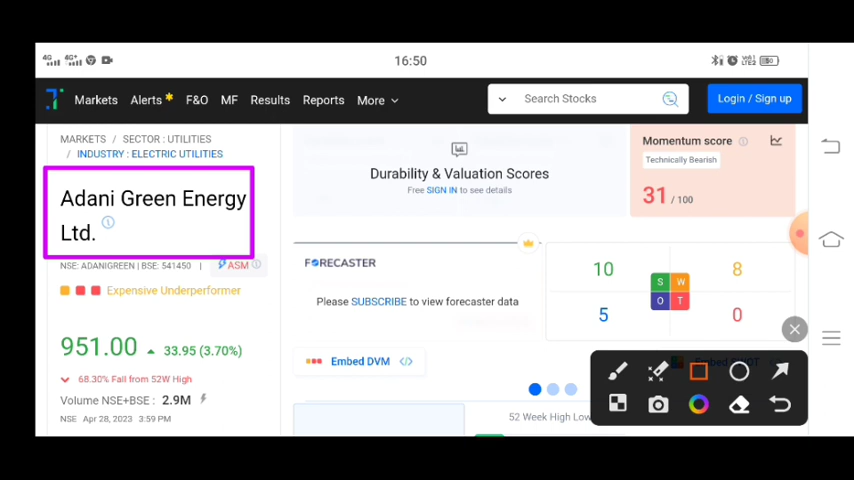 16:50
Markets Alerts F&O MF Results Reports More Search Stocks Login / Sign up
MARKETS / SECTOR : UTILITIES
/ INDUSTRY : ELECTRIC UTILITIES
Adani Green Energy
Ltd.
NSE: ADANIGREEN | BSE: 541450 | ASM
Expensive Underperformer
951.00 33.95 (3.70%)
68.30% Fall from 52W High
Volume NSE+BSE : 2.9M
NSE Apr 28, 2023 3:59 PM
Durability & Valuation Scores
Free SIGN IN to see details
Momentum score
Technically Bearish
31 / 100
FORECASTER
Please SUBSCRIBE to view forecaster data
10 8
S W
O T
5 0
Embed DVM
52 Week High Low